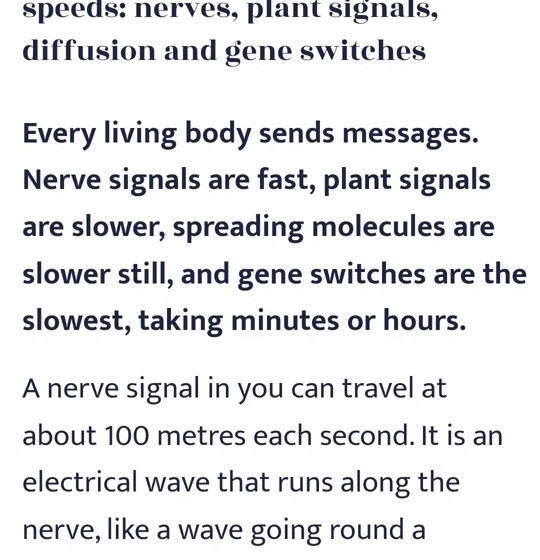 speeds: nerves, plant signals,
diffusion and gene switches
Every living body sends messages.
Nerve signals are fast, plant signals
are slower, spreading molecules are
slower still, and gene switches are the
slowest, taking minutes or hours.
A nerve signal in you can travel at
about 100 metres each second. It is an
electrical wave that runs along the
nerve, like a wave going round a